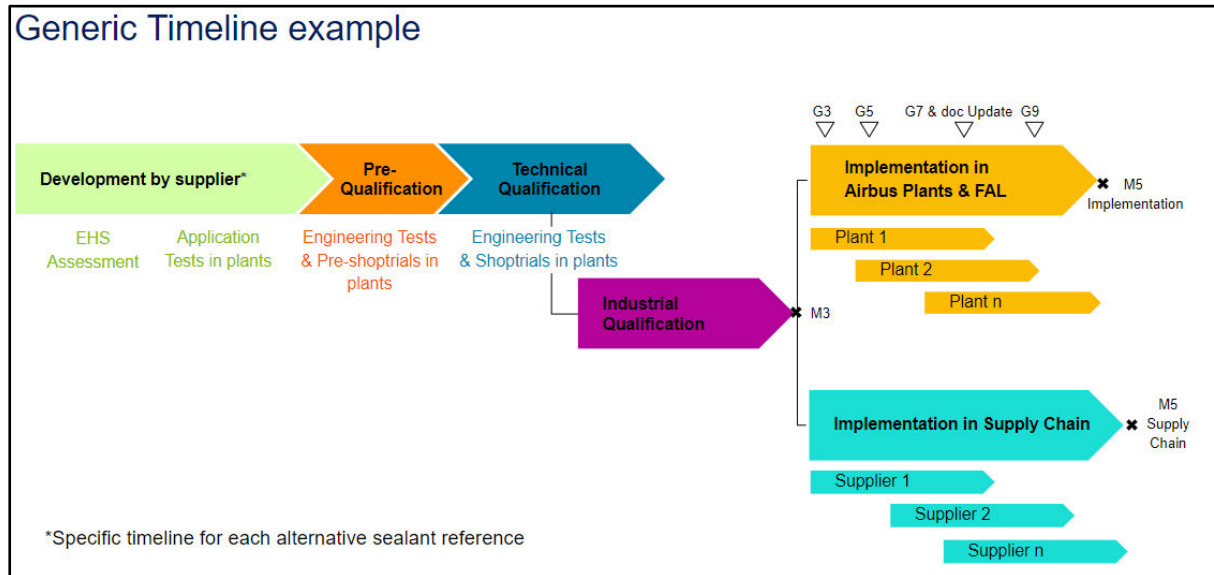 Generic Timeline example
G3
G5
G7 & doc Update
G9
Development by supplier*
Pre-
Qualification
Technical
Qualification
Implementation in
Airbus Plants & FAL
M5
Implementation
EHS
Assessment
Application
Tests in plants
Engineering Tests
& Pre-shoptrials in
plants
Engineering Tests
& Shoptrials in plants
Plant 1
Plant 2
Plant n
Industrial
Qualification
M3
Implementation in Supply Chain
M5
Supply
Chain
Supplier 1
Supplier 2
Supplier n
*Specific timeline for each alternative sealant reference